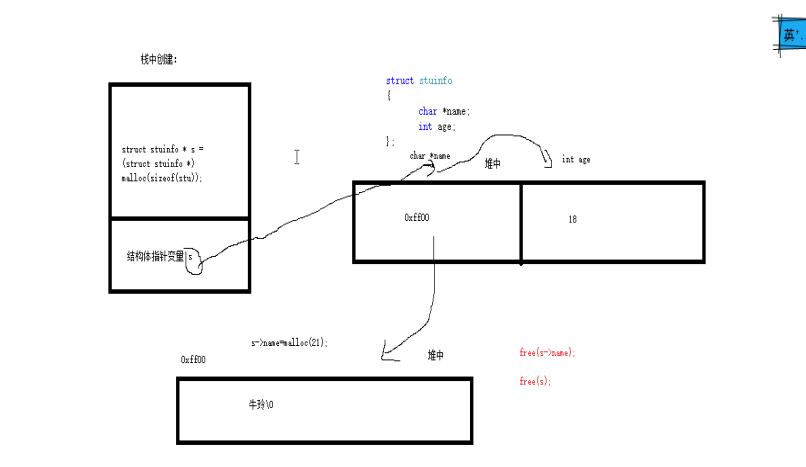 英
栈中创建:
struct stuinfo
{
char *name;
int age;
};
struct stuinfo * s =
(struct stuinfo *)
malloc(sizeof(stu));
char *name
堆中
int age
0xff00
18
结构体指针变量 s
s->name=malloc(21);
堆中
0xff00
free(s->name);
free(s);
牛玲\0